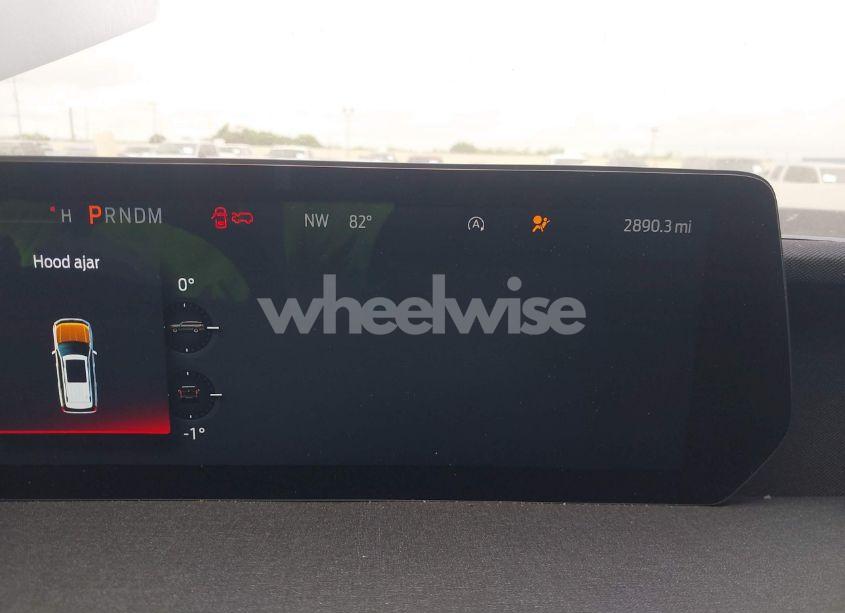 H PRNDM NW 82° A 2890.3 mi
Hood ajar
0°
wheelwise
-1°